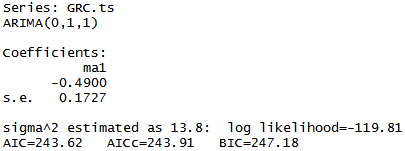 Series: GRC.ts
ARIMA(0,1,1)
Coefficients:
ma1
-0.4900
s.e. 0.1727
sigma^2 estimated as 13.8: log likelihood=-119.81
AIC=243.62 AICc=243.91 BIC=247.18